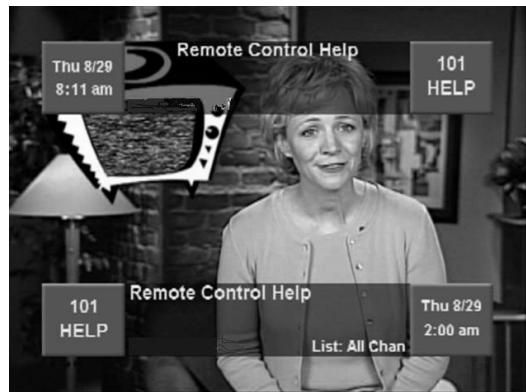 Thu 8/29
8:11 am
Remote Control Help
101
HELP
101
HELP
Remote Control Help
List: All Chan
Thu 8/29
2:00 am